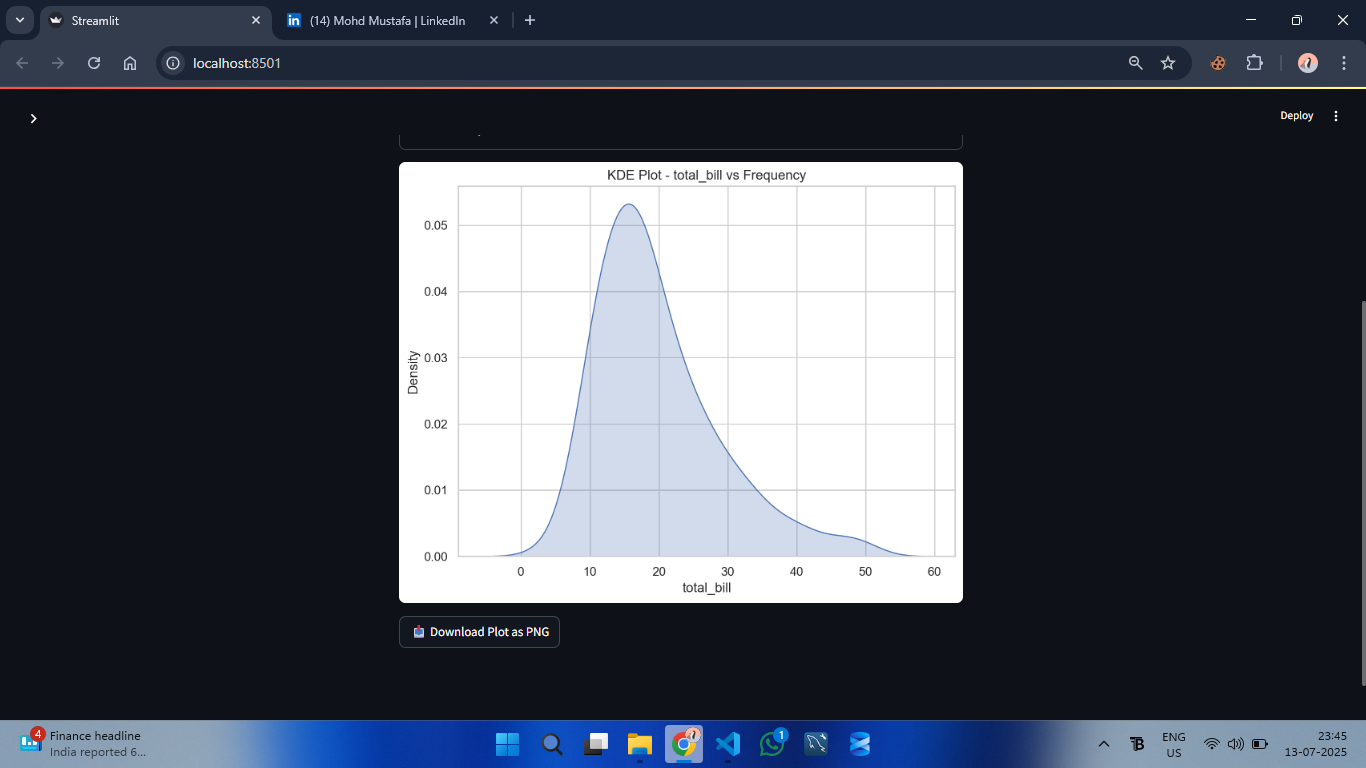 Streamlit
(14) Mohd Mustafa | LinkedIn
localhost:8501
Deploy
KDE Plot - total_bill vs Frequency
0.05
0.04
0.03
0.02
0.01
0.00
Density
0 10 20 30 40 50 60
total_bill
Download Plot as PNG
4
Finance headline
India reported 6...
1
ENG
US
23:45
13-07-2025